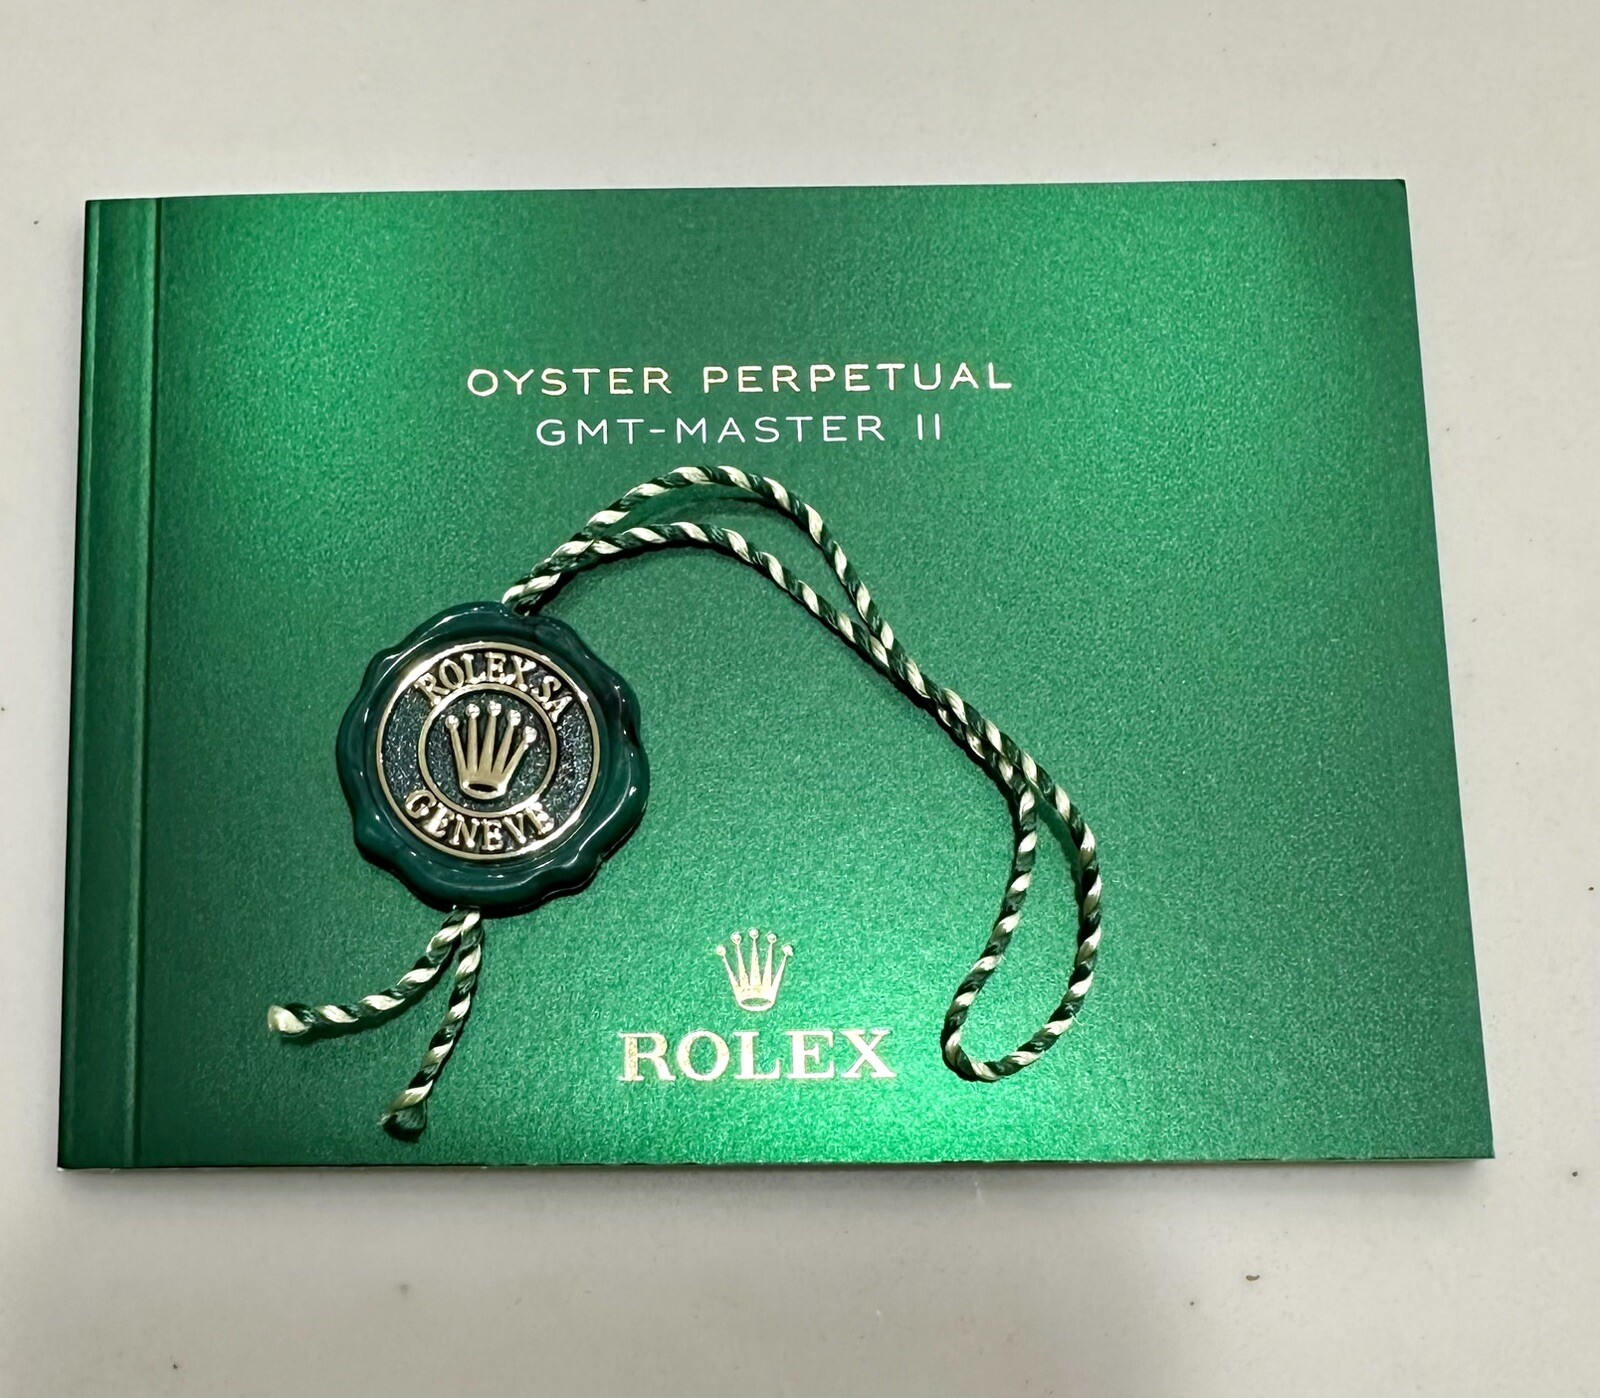 OYSTER PERPETUAL
GMT-MASTER II
ROLEX SA
GENEVE
ROLEX